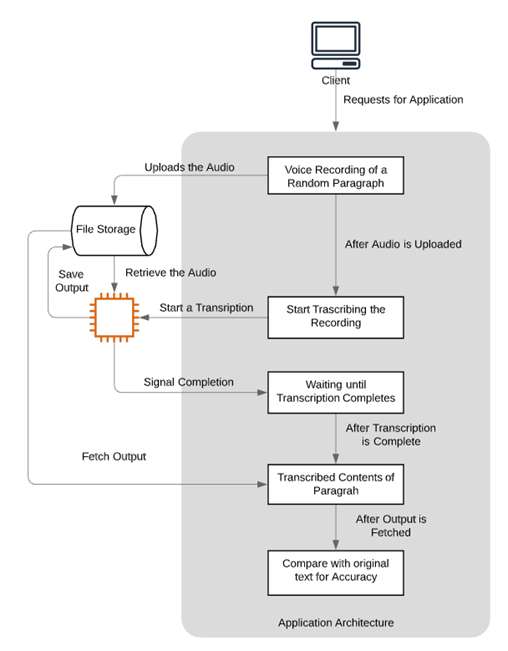 Client
Requests for Application
Uploads the Audio
Voice Recording of a
Random Paragraph
File Storage
After Audio is Uploaded
Save
Output
Retrieve the Audio
Start a Transription
Start Trascribing the
Recording
Signal Completion
Waiting until
Transcription Completes
After Transcription
is Complete
Fetch Output
Transcribed Contents of
Paragrah
After Output is
Fetched
Compare with original
text for Accuracy
Application Architecture